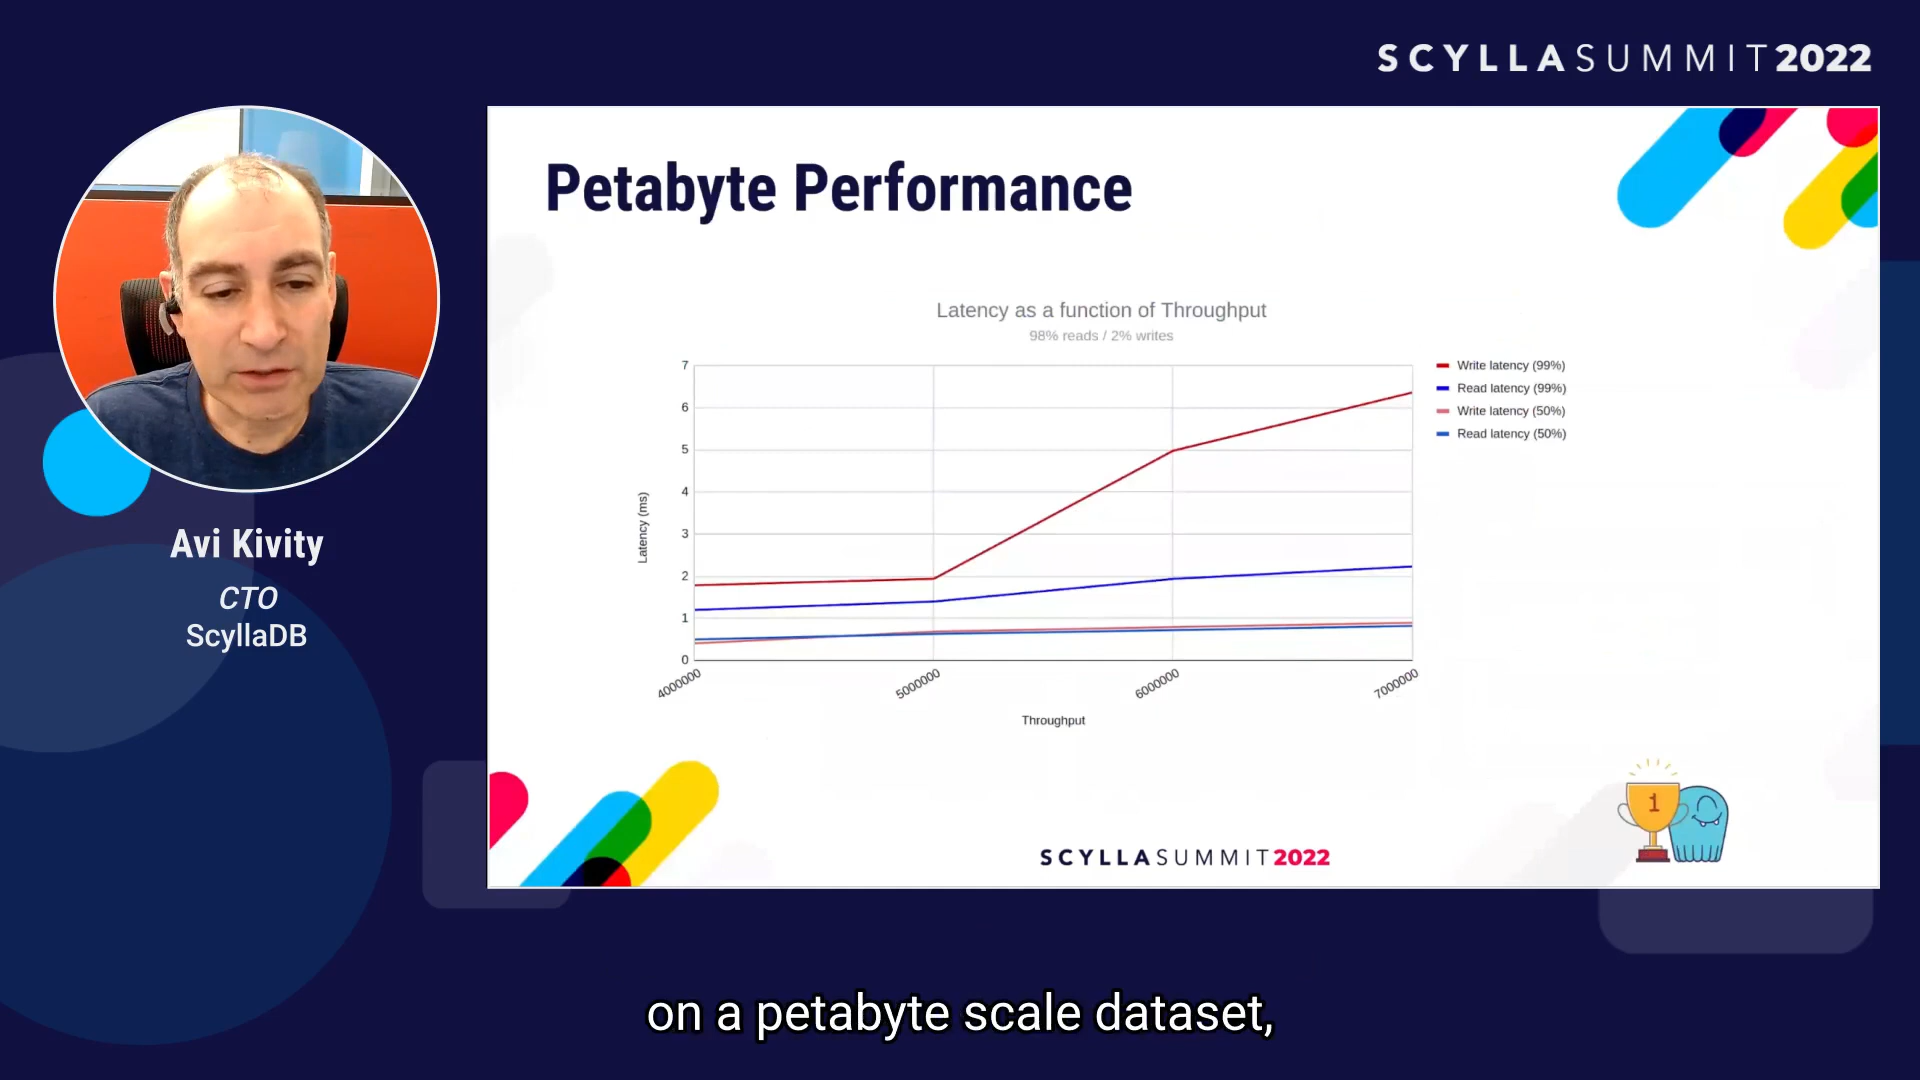 SCYLLASUMMIT2022
Petabyte Performance
Latency as a function of Throughput
98% reads / 2% writes
7
6
5
4
3
2
1
0
Latency (ms)
4000000
5000000
6000000
7000000
Throughput
Write latency (99%)
Read latency (99%)
Write latency (50%)
Read latency (50%)
Avi Kivity
CTO
ScyllaDB
1
SCYLLASUMMIT2022
on a petabyte scale dataset,